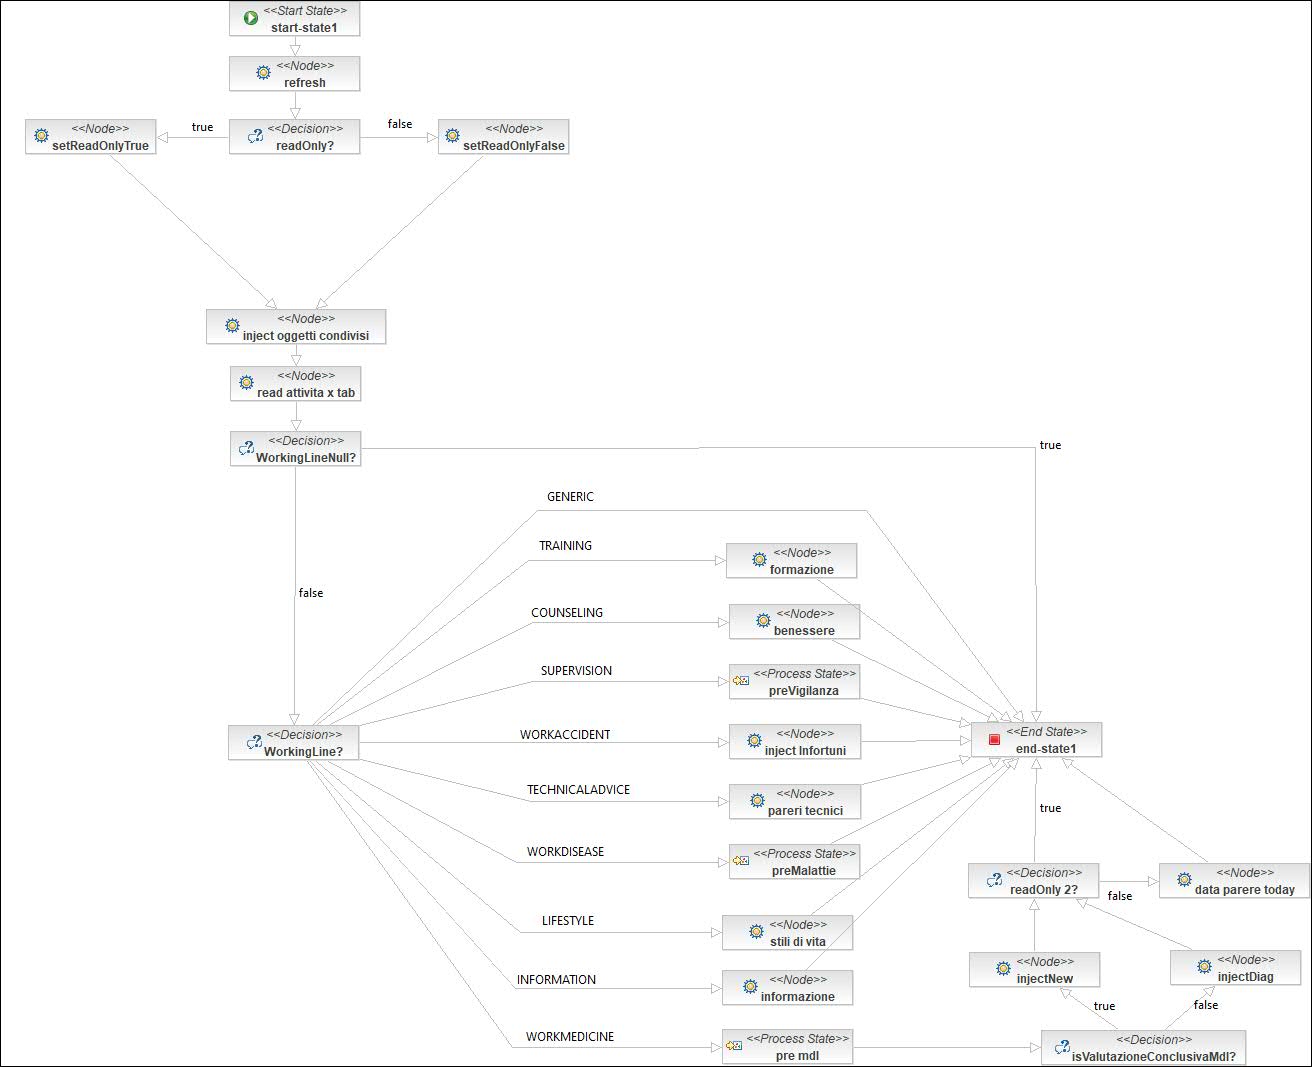 <<Start State>>
start-state1
<<Node>>
refresh
<<Node>>
setReadOnlyTrue
true
<<Decision>>
readOnly?
false
<<Node>>
setReadOnlyFalse
<<Node>>
inject oggetti condivisi
<<Node>>
read attivita x tab
<<Decision>>
WorkingLineNull?
true
false
GENERIC
TRAINING
<<Node>>
formazione
COUNSELING
<<Node>>
benessere
SUPERVISION
<<Process State>>
preVigilanza
<<Decision>>
WorkingLine?
WORKACCIDENT
<<Node>>
inject Infortuni
<<End State>>
end-state1
TECHNICALADVICE
<<Node>>
pareri tecnici
true
WORKDISEASE
<<Process State>>
preMalattie
<<Decision>>
readOnly 2?
false
<<Node>>
data parere today
LIFESTYLE
<<Node>>
stili di vita
INFORMATION
<<Node>>
informazione
<<Node>>
injectNew
<<Node>>
injectDiag
true
false
WORKMEDICINE
<<Process State>>
pre mdl
<<Decision>>
isValutazioneConclusivaMdl?